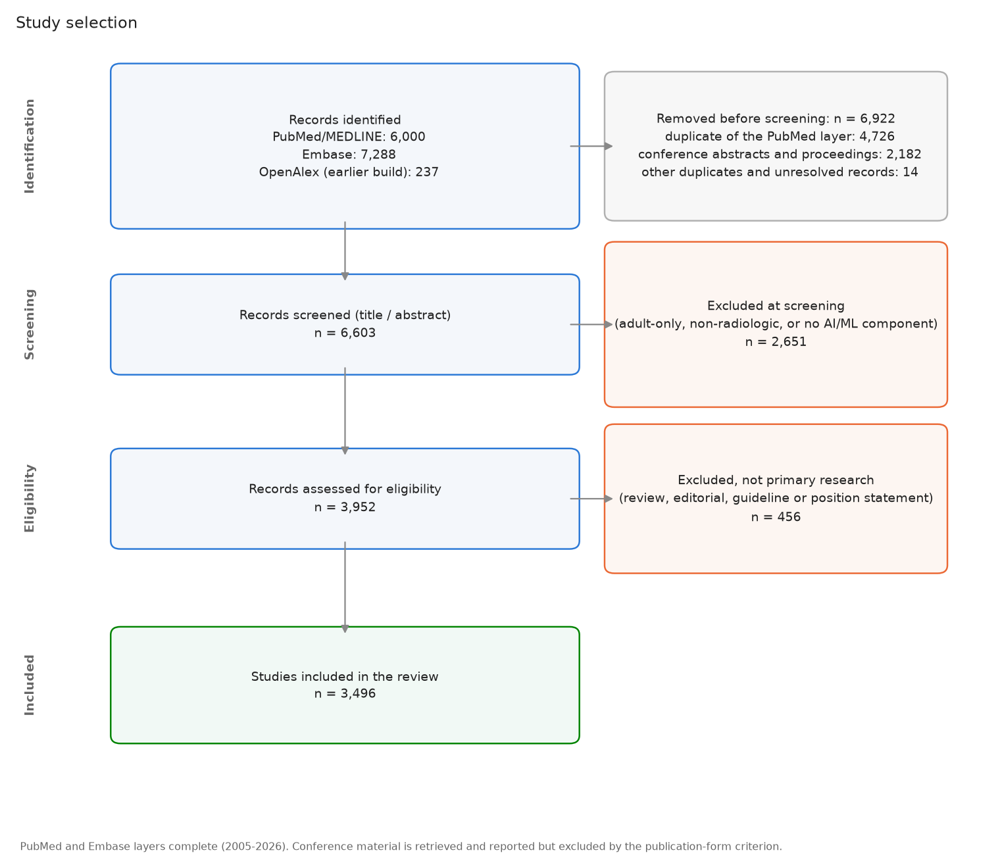 Study selection
Identification
Records identified
PubMed/MEDLINE: 6,000
Embase: 7,288
OpenAlex (earlier build): 237
Removed before screening: n = 6,922
duplicate of the PubMed layer: 4,726
conference abstracts and proceedings: 2,182
other duplicates and unresolved records: 14
Screening
Records screened (title / abstract)
n = 6,603
Excluded at screening
(adult-only, non-radiologic, or no AI/ML component)
n = 2,651
Eligibility
Records assessed for eligibility
n = 3,952
Excluded, not primary research
(review, editorial, guideline or position statement)
n = 456
Included
Studies included in the review
n = 3,496
PubMed and Embase layers complete (2005-2026). Conference material is retrieved and reported but excluded by the publication-form criterion.